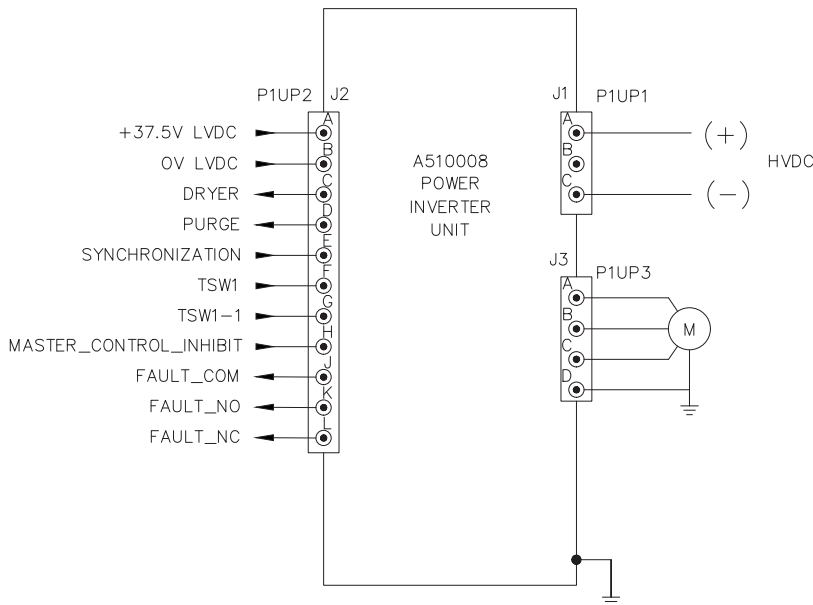 P1UP2 J2
A
+37.5V LVDC
B
0V LVDC
C
DRYER
D
PURGE
E
SYNCHRONIZATION
F
TSW1
G
TSW1-1
H
MASTER_CONTROL_INHIBIT
J
FAULT_COM
K
FAULT_NO
L
FAULT_NC
A510008
POWER
INVERTER
UNIT
J1 P1UP1
A
(+)
B
HVDC
C
(-)
J3
P1UP3
A
B
M
C
D